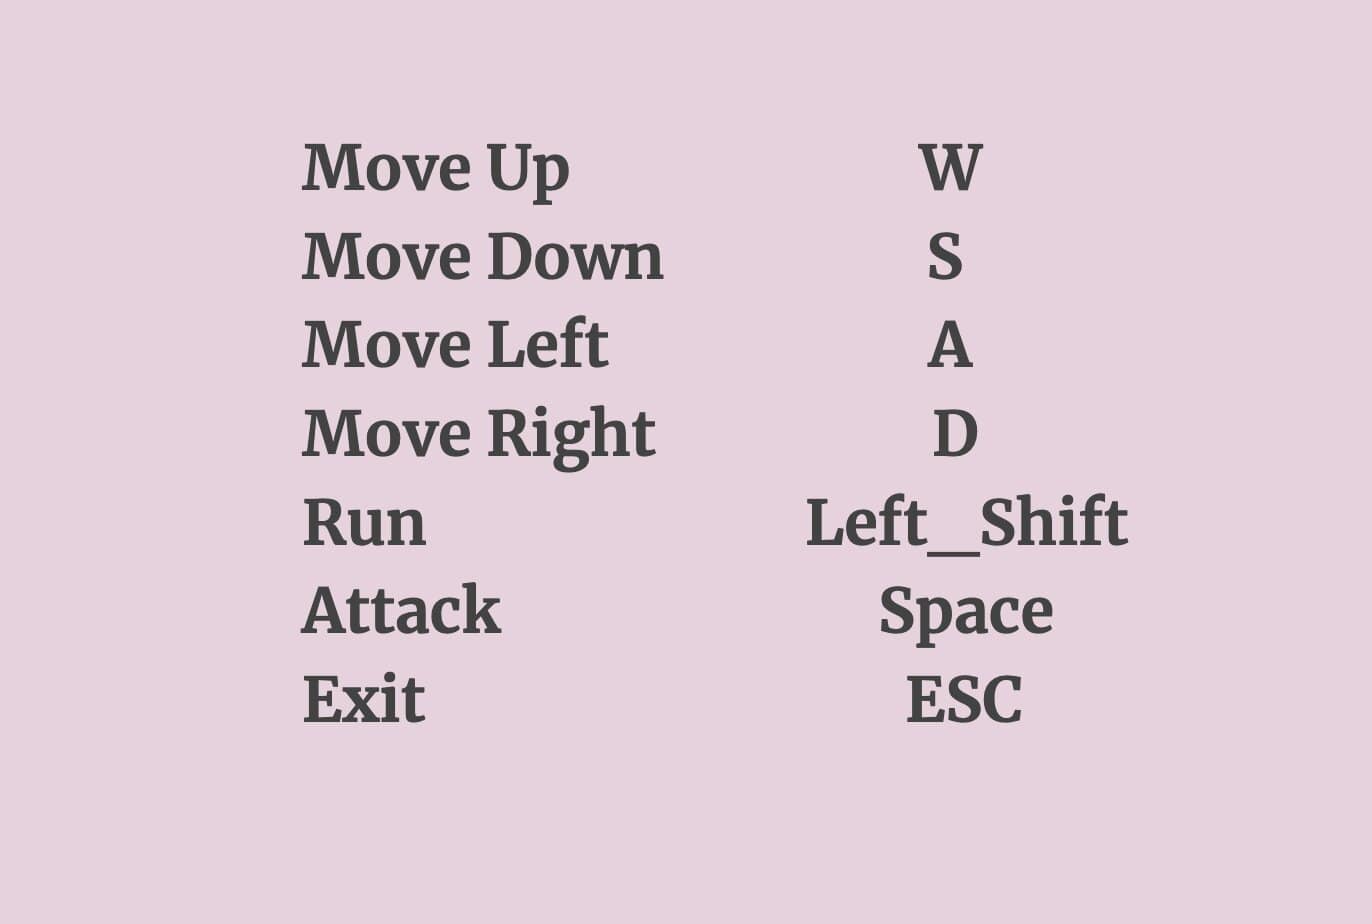 Move Up W
Move Down S
Move Left A
Move Right D
Run Left_Shift
Attack Space
Exit ESC